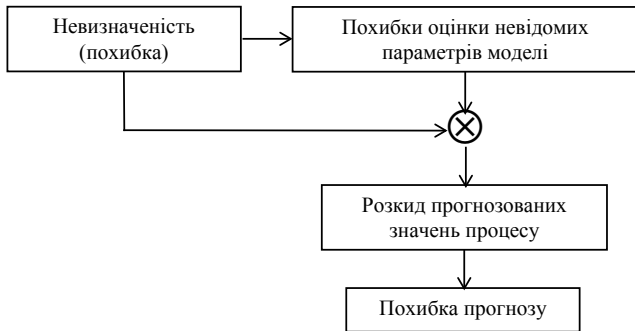 Невизначеність
(похибка)
Похибки оцінки невідомих
параметрів моделі
Розкид прогнозованих
значень процесу
Похибка прогнозу